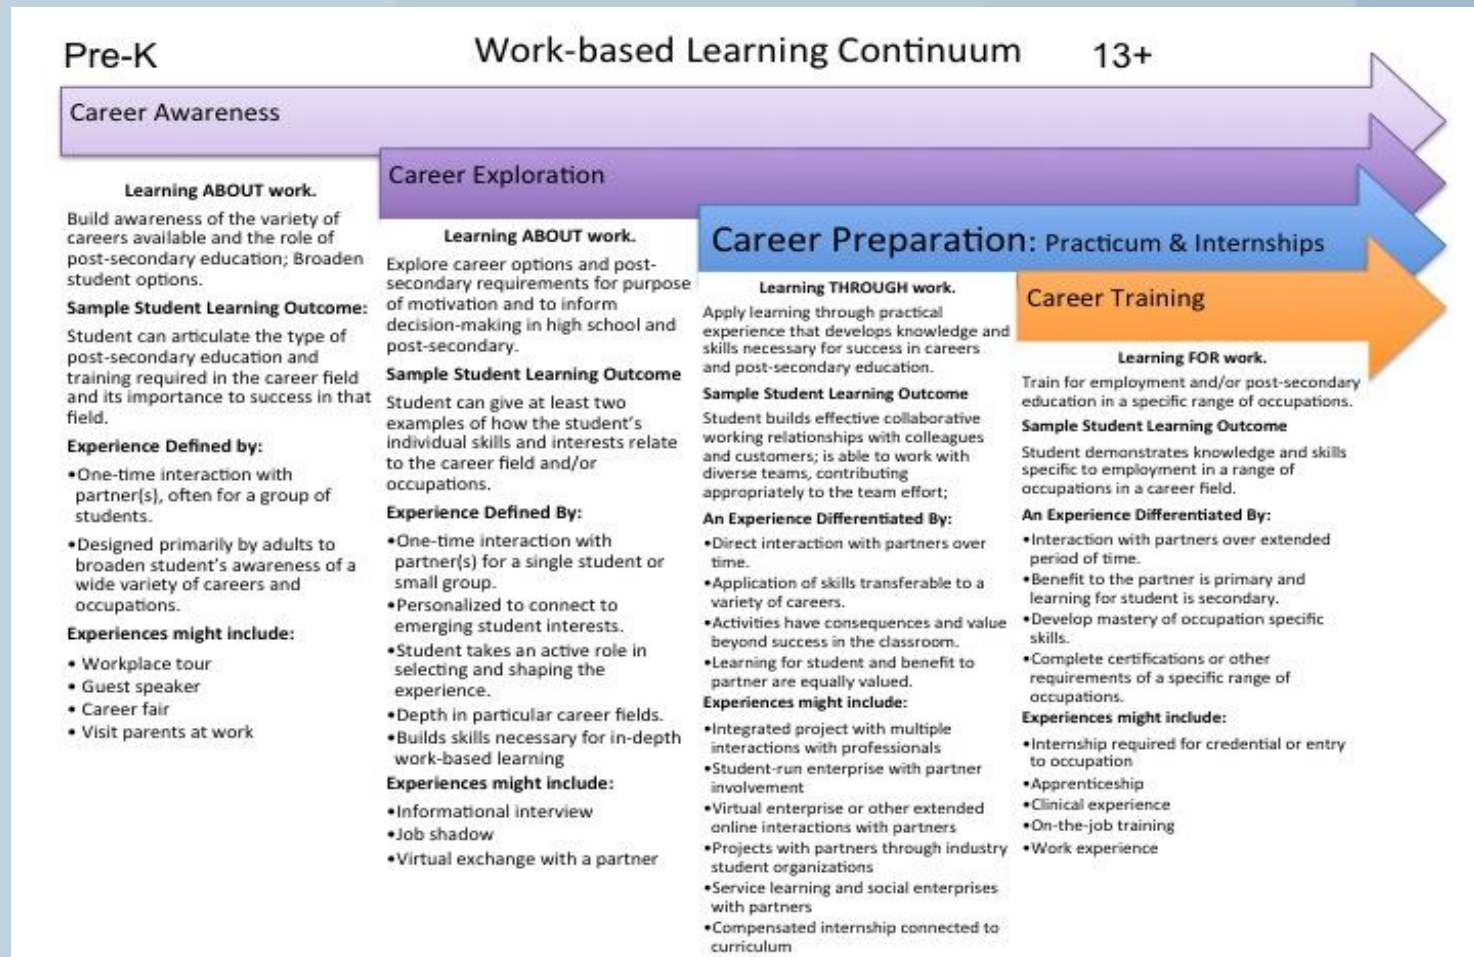 Pre-K
Work-based Learning Continuum
13+
Career Awareness
Learning ABOUT work.
Build awareness of the variety of
careers available and the role of
post-secondary education; Broaden
student options.
Sample Student Learning Outcome:
Student can articulate the type of
post-secondary education and
training required in the career field
and its importance to success in that
field.
Experience Defined by:
•One-time interaction with
partner(s), often for a group of
students.
•Designed primarily by adults to
broaden student's awareness of a
wide variety of careers and
occupations.
Experiences might include:
• Workplace tour
• Guest speaker
• Career fair
• Visit parents at work
Career Exploration
Learning ABOUT work.
Explore career options and post-
secondary requirements for purpose
of motivation and to inform
decision-making in high school and
post-secondary.
Sample Student Learning Outcome
Student can give at least two
examples of how the student's
individual skills and interests relate
to the career field and/or
occupations.
Experience Defined By:
•One-time interaction with
partner(s) for a single student or
small group.
•Personalized to connect to
emerging student interests.
•Student takes an active role in
selecting and shaping the
experience.
•Depth in particular career fields.
•Builds skills necessary for in-depth
work-based learning
Experiences might include:
•Informational interview
•Job shadow
•Virtual exchange with a partner
Career Preparation: Practicum & Internships
Learning THROUGH work.
Apply learning through practical
experience that develops knowledge and
skills necessary for success in careers
and post-secondary education.
Sample Student Learning Outcome
Student builds effective collaborative
working relationships with colleagues
and customers; is able to work with
diverse teams, contributing
appropriately to the team effort;
An Experience Differentiated By:
•Direct interaction with partners over
time.
•Application of skills transferable to a
variety of careers.
•Activities have consequences and value
beyond success in the classroom.
•Learning for student and benefit to
partner are equally valued.
Experiences might include:
•Integrated project with multiple
interactions with professionals
•Student-run enterprise with partner
involvement
•Virtual enterprise or other extended
online interactions with partners
•Projects with partners through industry
student organizations
•Service learning and social enterprises
with partners
•Compensated internship connected to
curriculum
Career Training
Learning FOR work.
Train for employment and/or post-secondary
education in a specific range of occupations.
Sample Student Learning Outcome
Student demonstrates knowledge and skills
specific to employment in a range of
occupations in a career field.
An Experience Differentiated By:
•Interaction with partners over extended
period of time.
•Benefit to the partner is primary and
learning for student is secondary.
•Develop mastery of occupation specific
skills.
•Complete certifications or other
requirements of a specific range of
occupations.
Experiences might include:
•Internship required for credential or entry
to occupation
•Apprenticeship
•Clinical experience
•On-the-job training
•Work experience